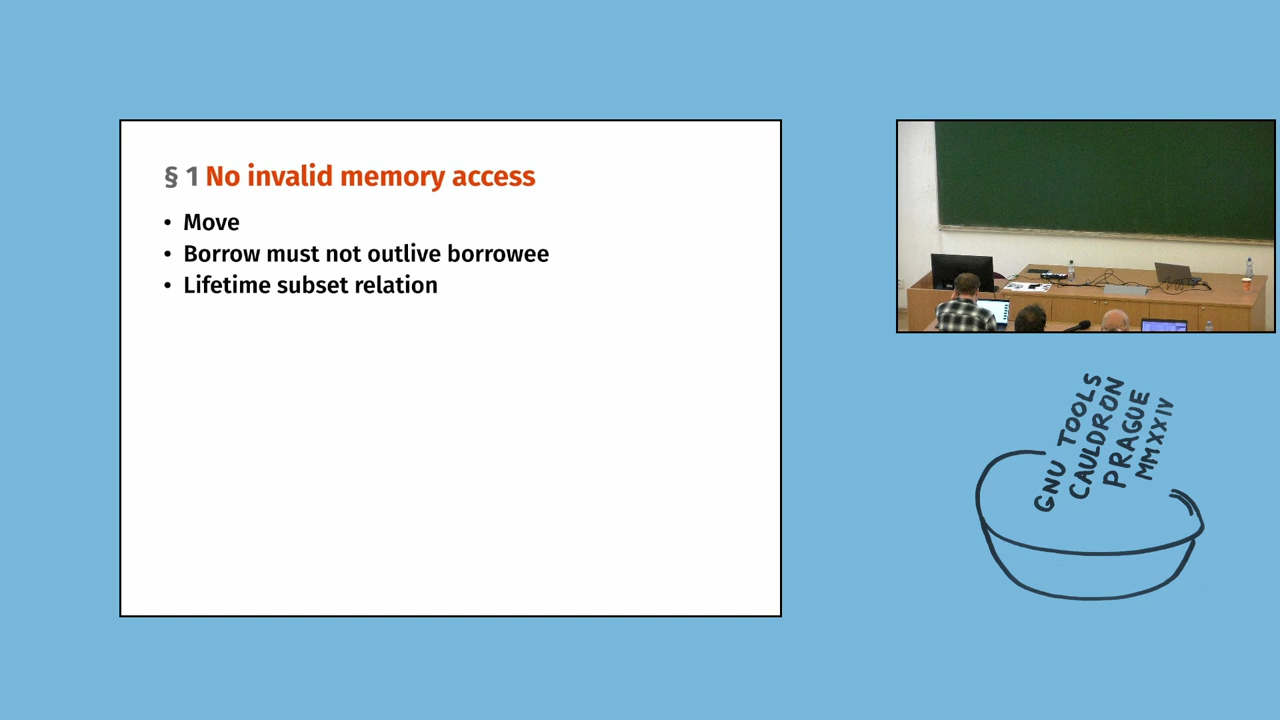 § 1 No invalid memory access
• Move
• Borrow must not outlive borrowee
• Lifetime subset relation
GNU TOOLS
CAULDRON
PRAGUE
MMXXIV